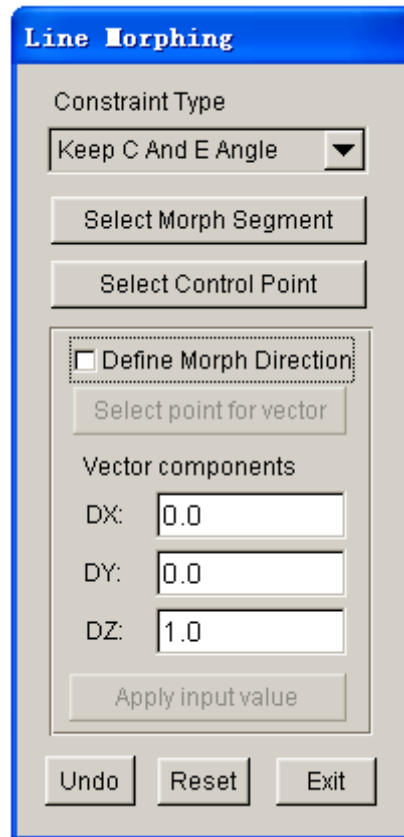 Line Morphing
Constraint Type
Keep C And E Angle
Select Morph Segment
Select Control Point
Define Morph Direction
Select point for vector
Vector components
DX: 0.0
DY: 0.0
DZ: 1.0
Apply input value
Undo Reset Exit